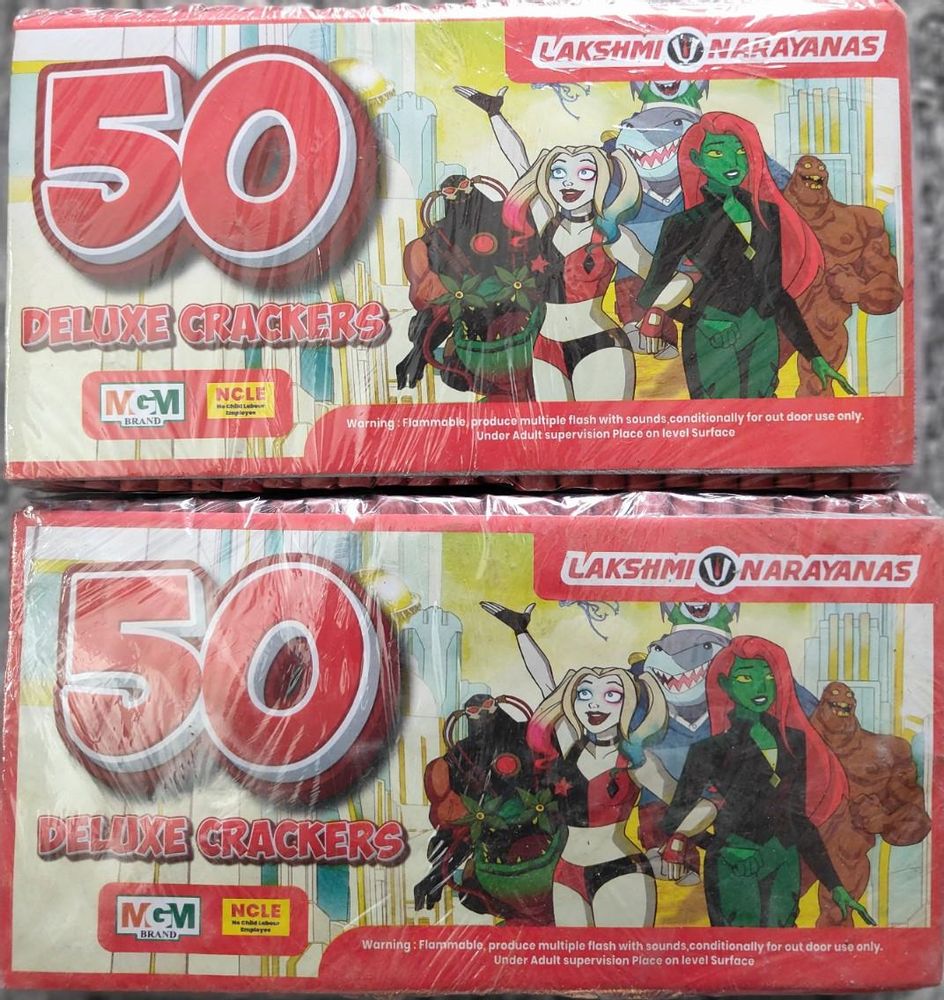 LAKSHMI NARAYANAS
50
DELUXE CRACKERS
MGM
BRAND
NCLE
No Child Labour
Employee
Warning : Flammable, produce multiple flash with sounds,conditionally for out door use only.
Under Adult supervision Place on level Surface
LAKSHMI NARAYANAS
50
DELUXE CRACKERS
MGM
BRAND
NCLE
No Child Labour
Employee
Warning : Flammable, produce multiple flash with sounds,conditionally for out door use only.
Under Adult supervision Place on level Surface